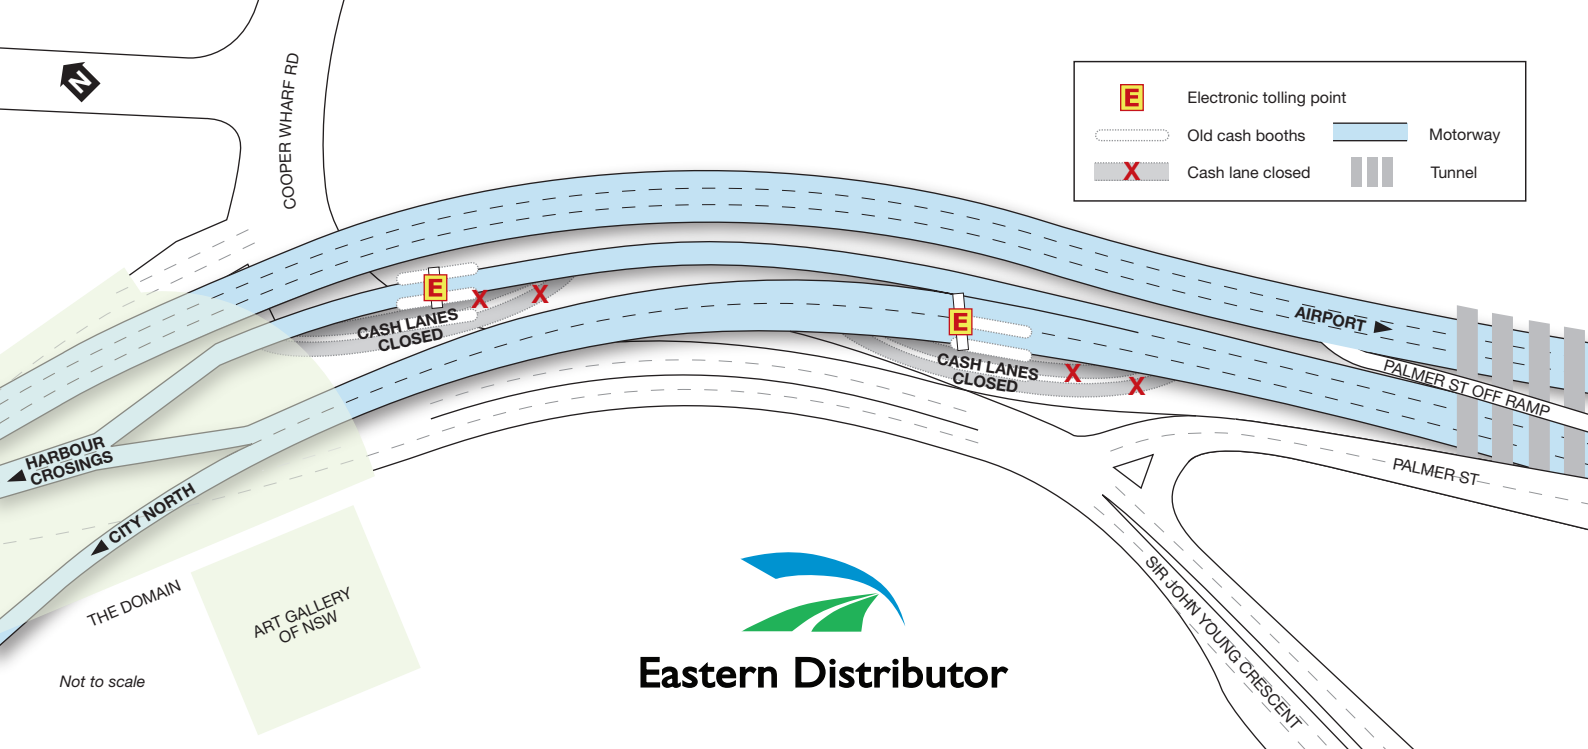 N
COOPER WHARF RD
E
Electronic tolling point
Old cash booths
Motorway
X
Cash lane closed
Tunnel
E
X
X
CASH LANES
CLOSED
E
CASH LANES
CLOSED
X
X
AIRPORT
PALMER ST OFF RAMP
PALMER ST
HARBOUR
CROSINGS
CITY NORTH
THE DOMAIN
ART GALLERY
OF NSW
SIR JOHN YOUNG CRESCENT
Not to scale
Eastern Distributor